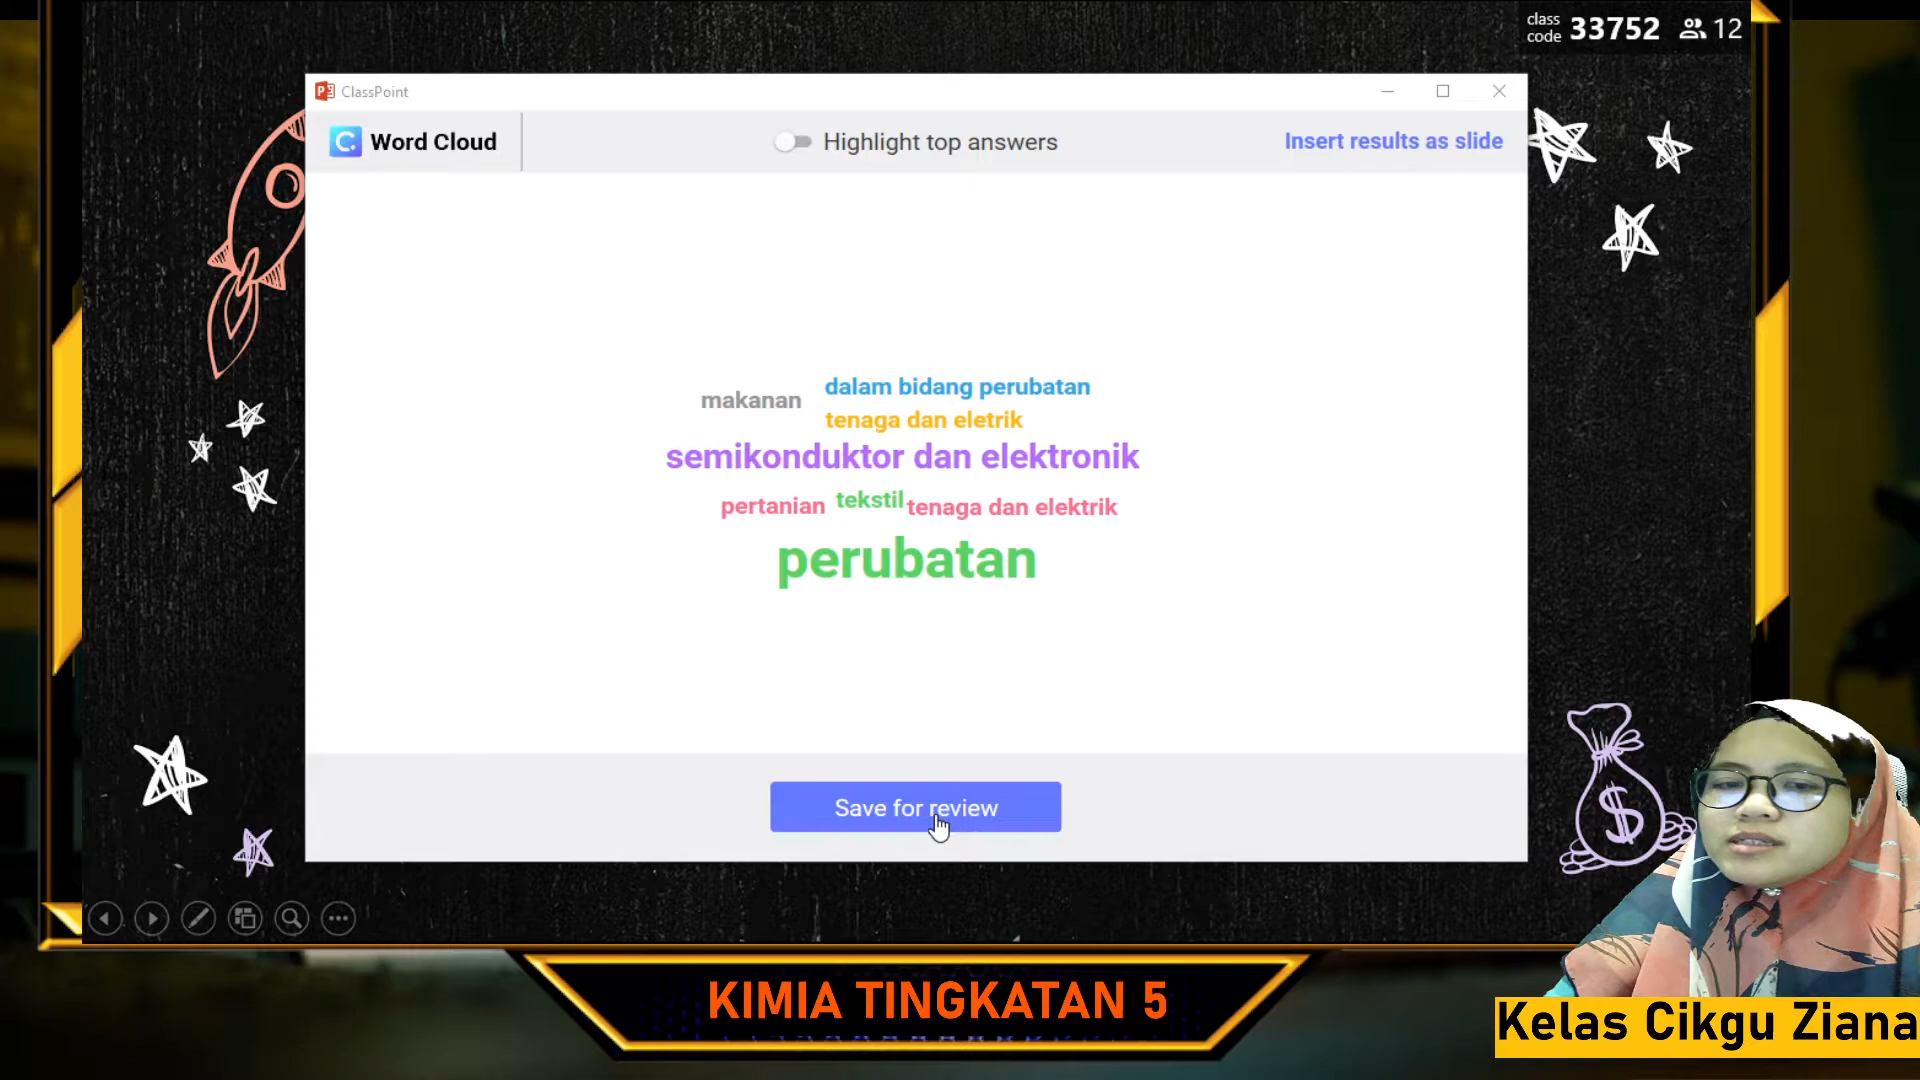 class
code 33752 12
ClassPoint
Word Cloud
Highlight top answers
Insert results as slide
makanan
dalam bidang perubatan
tenaga dan eletrik
semikonduktor dan elektronik
pertanian
tekstil
tenaga dan elektrik
perubatan
Save for review
KIMIA TINGKATAN 5
Kelas Cikgu Ziana